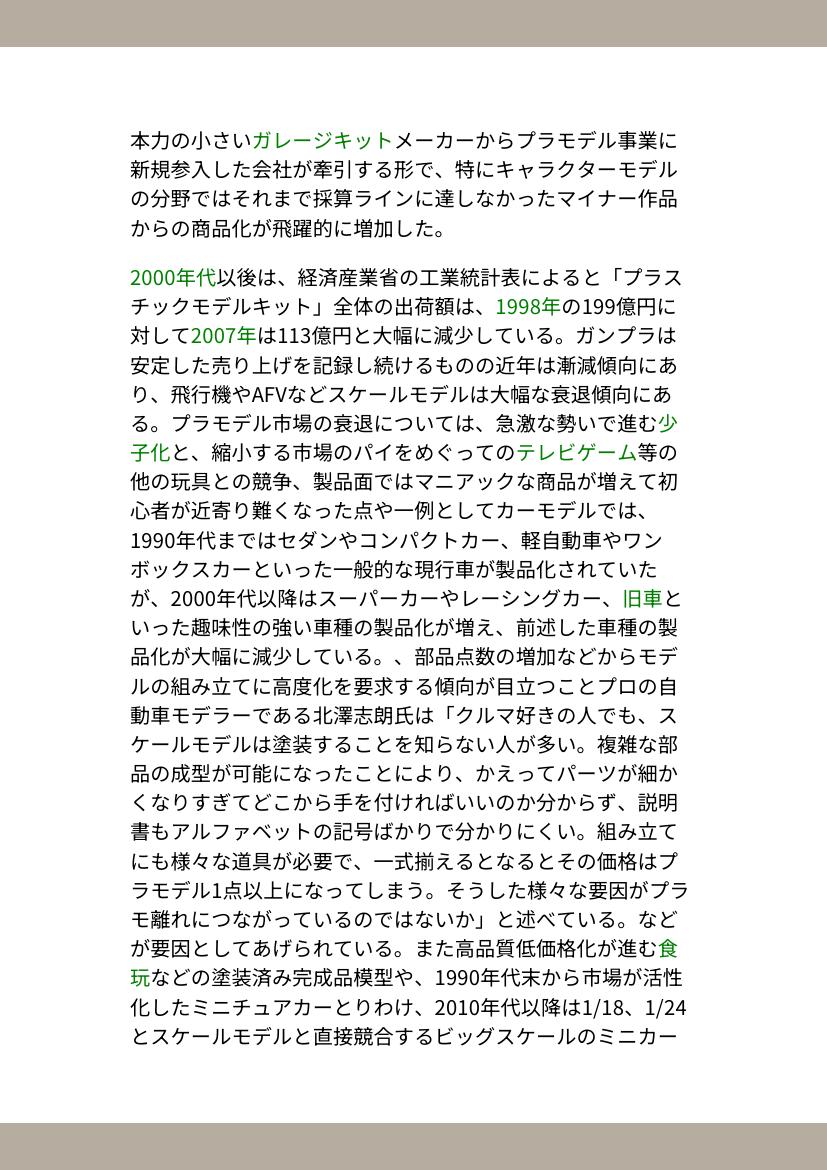 本力の小さいガレージキットメーカーからプラモデル事業に
新規参入した会社が牽引する形で、特にキャラクターモデル
の分野ではそれまで採算ラインに達しなかったマイナー作品
からの商品化が飛躍的に増加した。
2000年代以後は、経済産業省の工業統計表によると「プラス
チックモデルキット」全体の出荷額は、1998年の199億円に
対して2007年は113億円と大幅に減少している。ガンプラは
安定した売り上げを記録し続けるものの近年は漸減傾向にあ
り、飛行機やAFVなどスケールモデルは大幅な衰退傾向にあ
る。プラモデル市場の衰退については、急激な勢いで進む少
子化と、縮小する市場のパイをめぐってのテレビゲーム等の
他の玩具との競争、製品面ではマニアックな商品が増えて初
心者が近寄り難くなった点や一例としてカーモデルでは、
1990年代まではセダンやコンパクトカー、軽自動車やワン
ボックスカーといった一般的な現行車が製品化されていた
が、2000年代以降はスーパーカーやレーシングカー、旧車と
いった趣味性の強い車種の製品化が増え、前述した車種の製
品化が大幅に減少している。、部品点数の増加などからモデ
ルの組み立てに高度化を要求する傾向が目立つことプロの自
動車モデラーである北澤志朗氏は「クルマ好きの人でも、ス
ケールモデルは塗装することを知らない人が多い。複雑な部
品の成型が可能になったことにより、かえってパーツが細か
くなりすぎてどこから手を付ければいいのか分からず、説明
書もアルファベットの記号ばかりで分かりにくい。組み立て
にも様々な道具が必要で、一式揃えるとなるとその価格はプ
ラモデル1点以上になってしまう。そうした様々な要因がプラ
モ離れにつながっているのではないか」と述べている。など
が要因としてあげられている。また高品質低価格化が進む食
玩などの塗装済み完成品模型や、1990年代末から市場が活性
化したミニチュアカーとりわけ、2010年代以降は1/18、1/24
とスケールモデルと直接競合するビッグスケールのミニカー